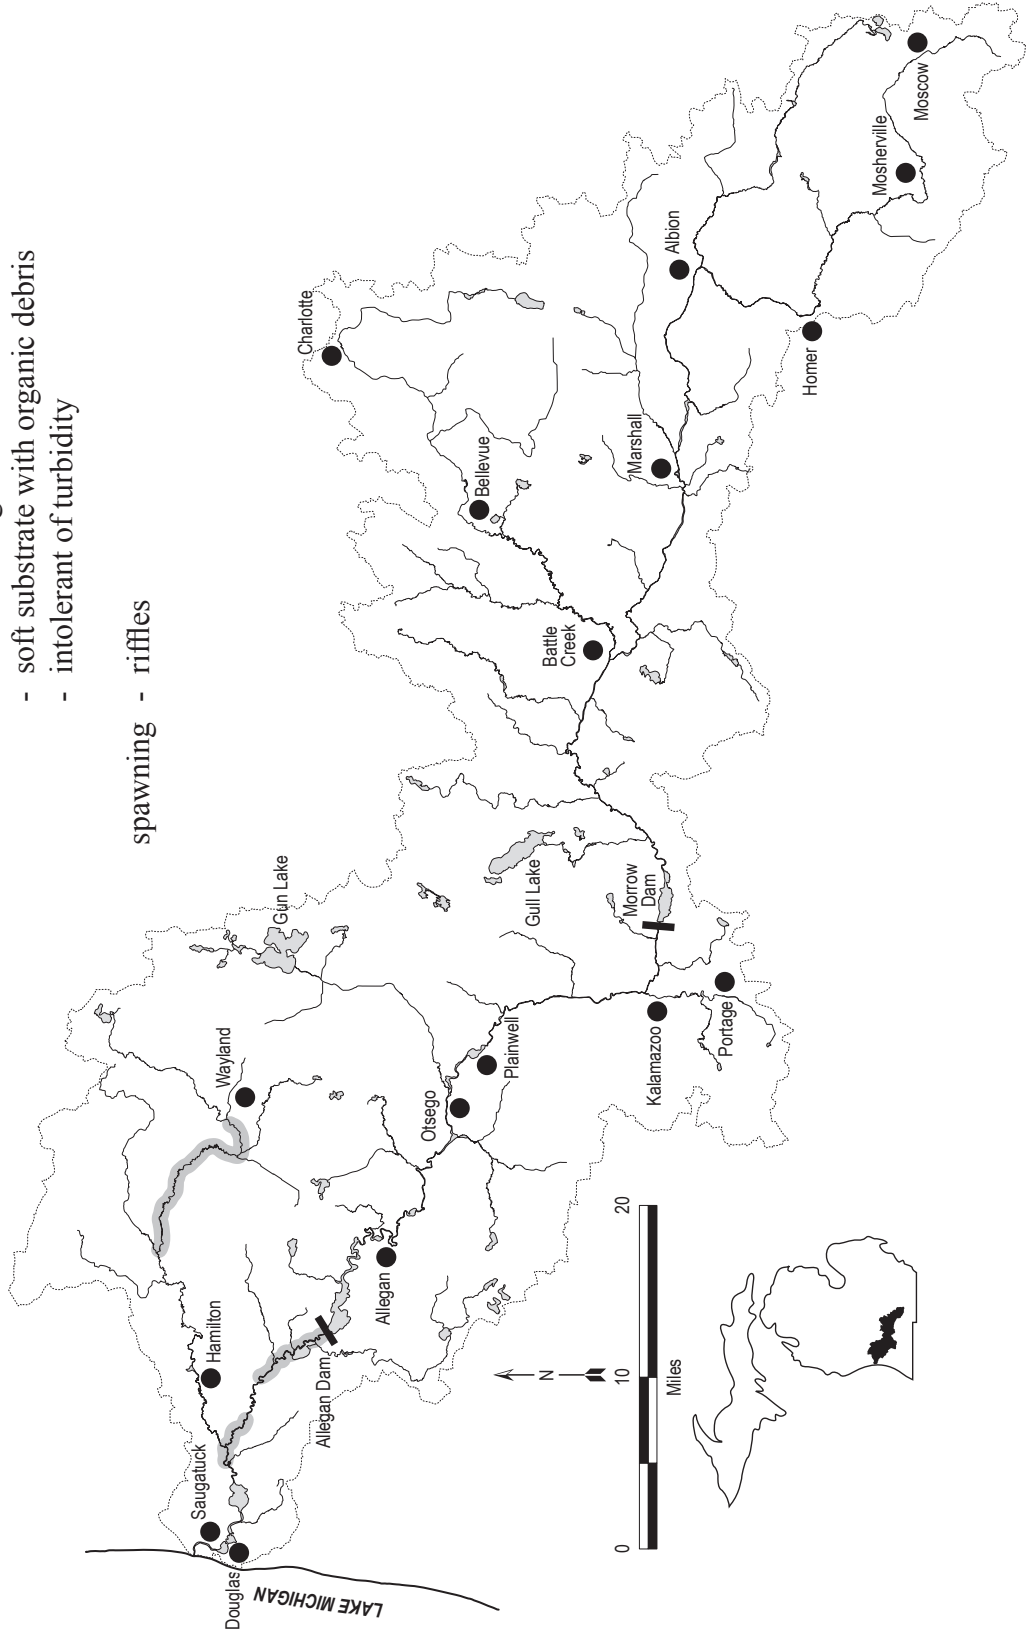 - soft substrate with organic debris
- intolerant of turbidity
spawning - riffles
Charlotte
Moscow
Mosherville
Albion
Homer
Bellevue
Marshall
Battle
Creek
Gun Lake
Gull Lake
Morrow
Dam
Wayland
Plainwell
Otsego
Kalamazoo
Portage
Hamilton
Allegan
Allegan Dam
Saugatuck
Douglas
LAKE MICHIGAN
N
0 10 20
Miles